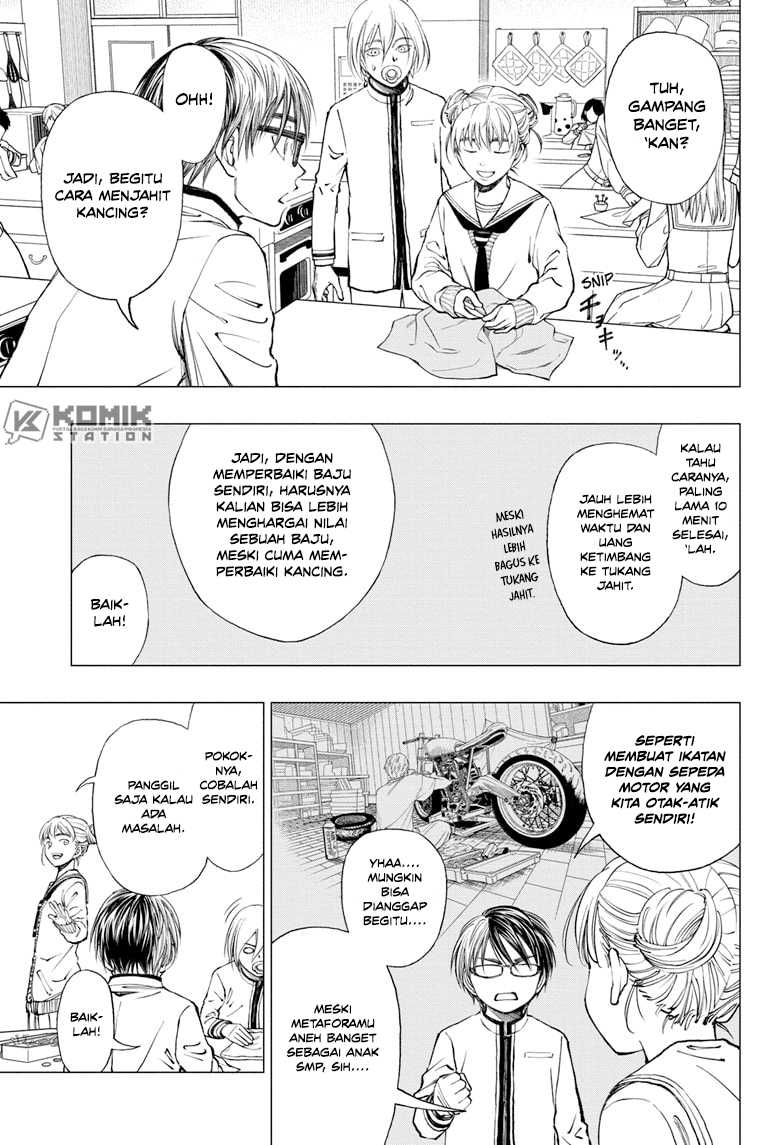 TUH,
GAMPANG
BANGET,
'KAN?
OHH!
JADI, BEGITU
CARA MENJAHIT
KANCING?
SNIP
チョキ
KOMIK
STATION
KALAU
TAHU
CARANYA,
PALING
LAMA 10
MENIT
SELESAI,
'LAH.
JAUH LEBIH
MENGHEMAT
WAKTU DAN
UANG
KETIMBANG
KE TUKANG
JAHIT.
MESKI
HASILNYA
LEBIH
BAGUS KE
TUKANG
JAHIT.
JADI, DENGAN
MEMPERBAIKI BAJU
SENDIRI, HARUSNYA
KALIAN BISA LEBIH
MENGHARGAI NILAI
SEBUAH BAJU,
MESKI CUMA MEM-
PERBAIKI KANCING.
BAIK-
LAH!
SEPERTI
MEMBUAT IKATAN
DENGAN SEPEDA
MOTOR YANG
KITA OTAK-ATIK
SENDIRI!
YHAA....
MUNGKIN
BISA
DIANGGAP
BEGITU....
MESKI
METAFORAMU
ANEH BANGET
SEBAGAI ANAK
SMP, SIH....
POKOK-
NYA,
COBALAH
SENDIRI.
PANGGIL
SAJA KALAU
ADA
MASALAH.
BAIK-
LAH!